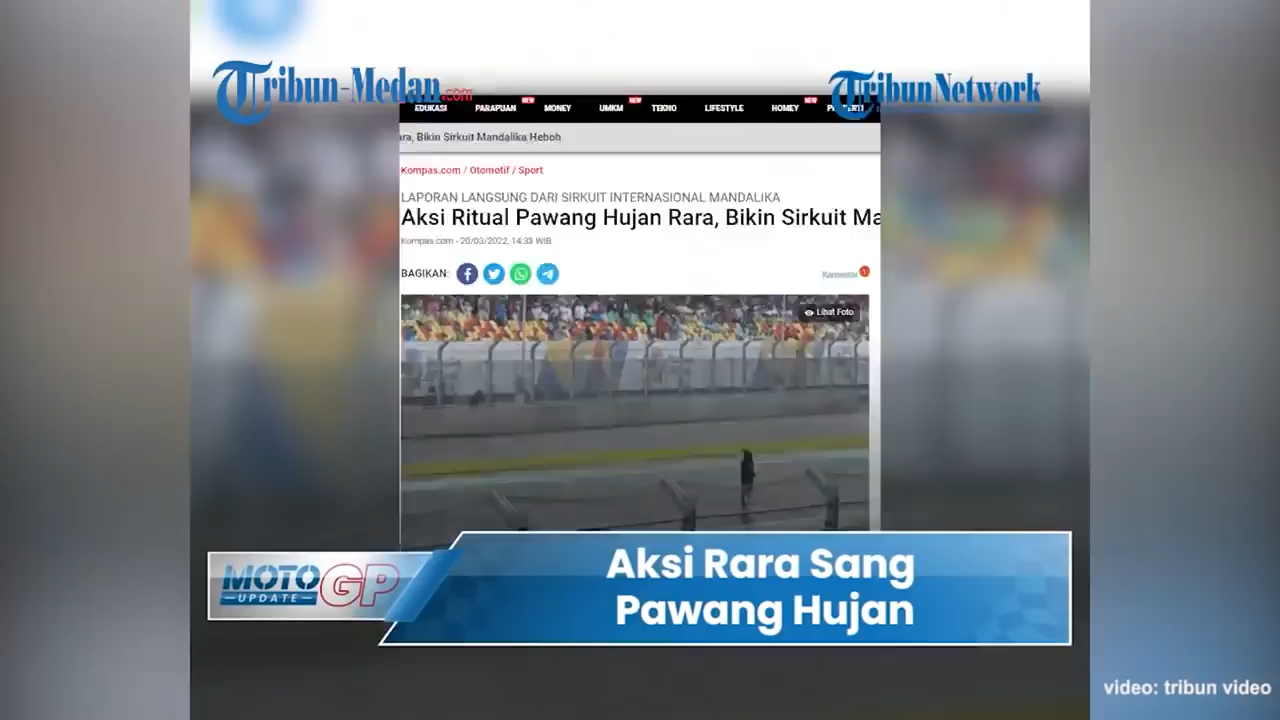 Tribun-Medan.com
TribunNetwork
EDUKASI PARAPUAN NEW MONEY UMKM NEW TEKNO LIFESTYLE HOMEY NEW
ara, Bikin Sirkuit Mandalika Heboh
Kompas.com / Otomotif / Sport
LAPORAN LANGSUNG DARI SIRKUIT INTERNASIONAL MANDALIKA
Aksi Ritual Pawang Hujan Rara, Bikin Sirkuit Ma
Kompas.com - 20/03/2022, 14:33 WIB
BAGIKAN:
Komentar 1
Lihat Foto
MOTO GP
UPDATE
Aksi Rara Sang
Pawang Hujan
video: tribun video